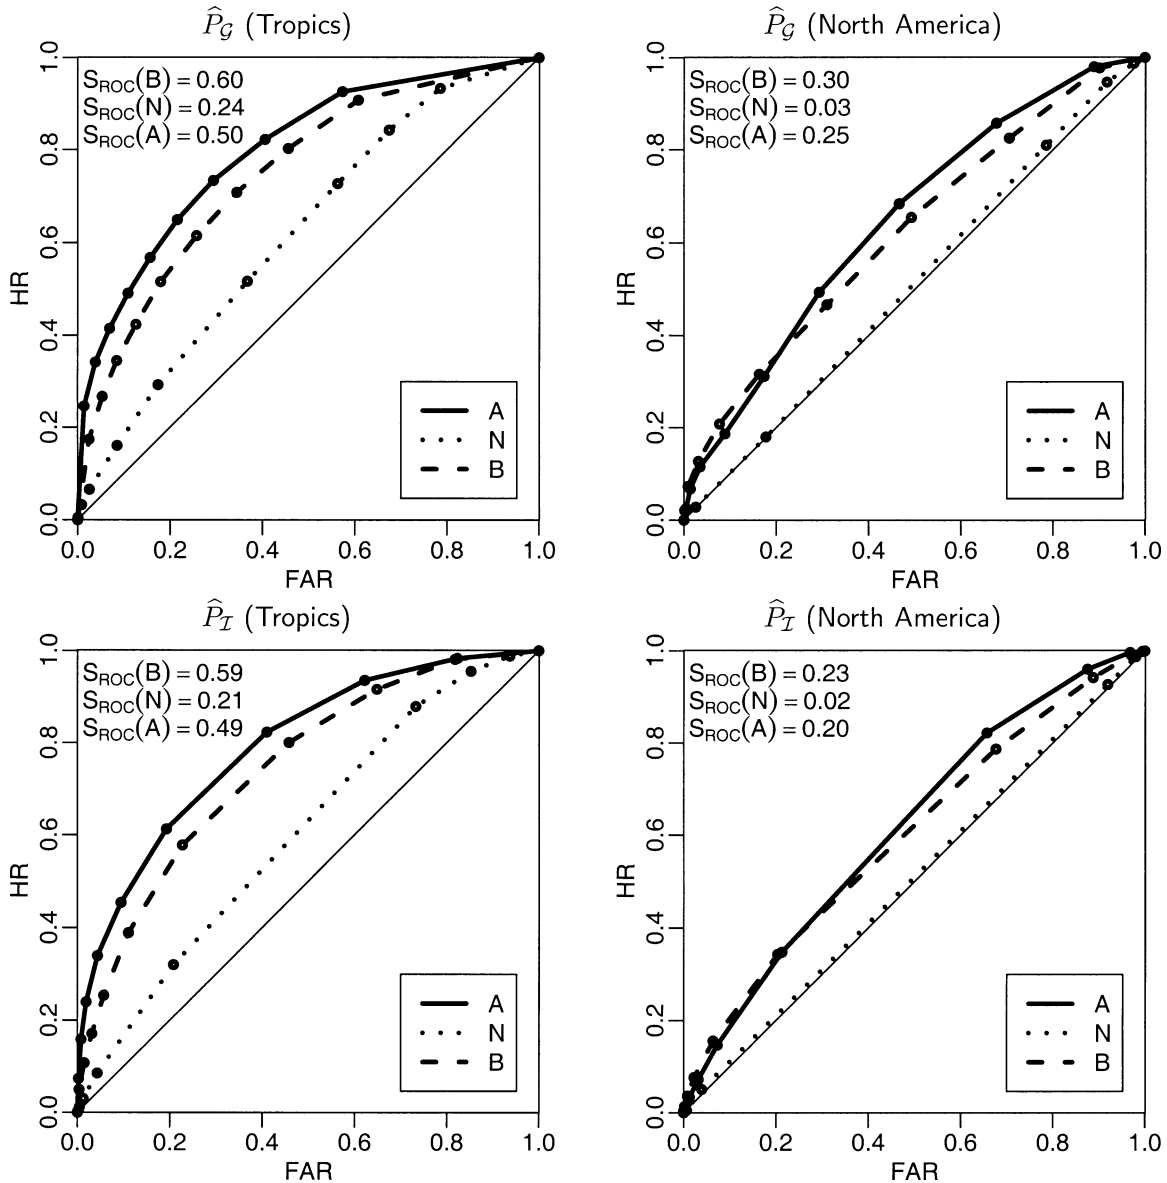 P̂_𝒢 (Tropics)
S_ROC(B) = 0.60
S_ROC(N) = 0.24
S_ROC(A) = 0.50
HR
0.0 0.2 0.4 0.6 0.8 1.0
A
N
B
0.0 0.2 0.4 0.6 0.8 1.0
FAR
P̂_𝒢 (North America)
S_ROC(B) = 0.30
S_ROC(N) = 0.03
S_ROC(A) = 0.25
HR
0.0 0.2 0.4 0.6 0.8 1.0
A
N
B
0.0 0.2 0.4 0.6 0.8 1.0
FAR
P̂_ℐ (Tropics)
S_ROC(B) = 0.59
S_ROC(N) = 0.21
S_ROC(A) = 0.49
HR
0.0 0.2 0.4 0.6 0.8 1.0
A
N
B
0.0 0.2 0.4 0.6 0.8 1.0
FAR
P̂_ℐ (North America)
S_ROC(B) = 0.23
S_ROC(N) = 0.02
S_ROC(A) = 0.20
HR
0.0 0.2 0.4 0.6 0.8 1.0
A
N
B
0.0 0.2 0.4 0.6 0.8 1.0
FAR